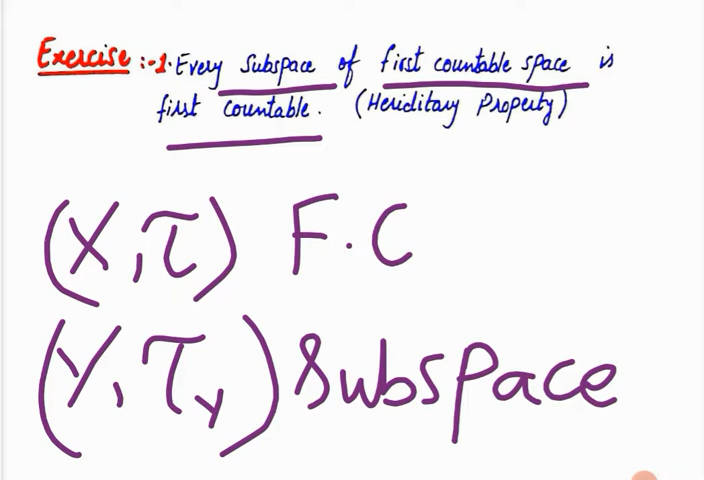 Exercise :-1. Every Subspace of first countable space is
first countable. (Heriditary Property)
(X, τ) F.C
(Y, τ_Y) Subspace